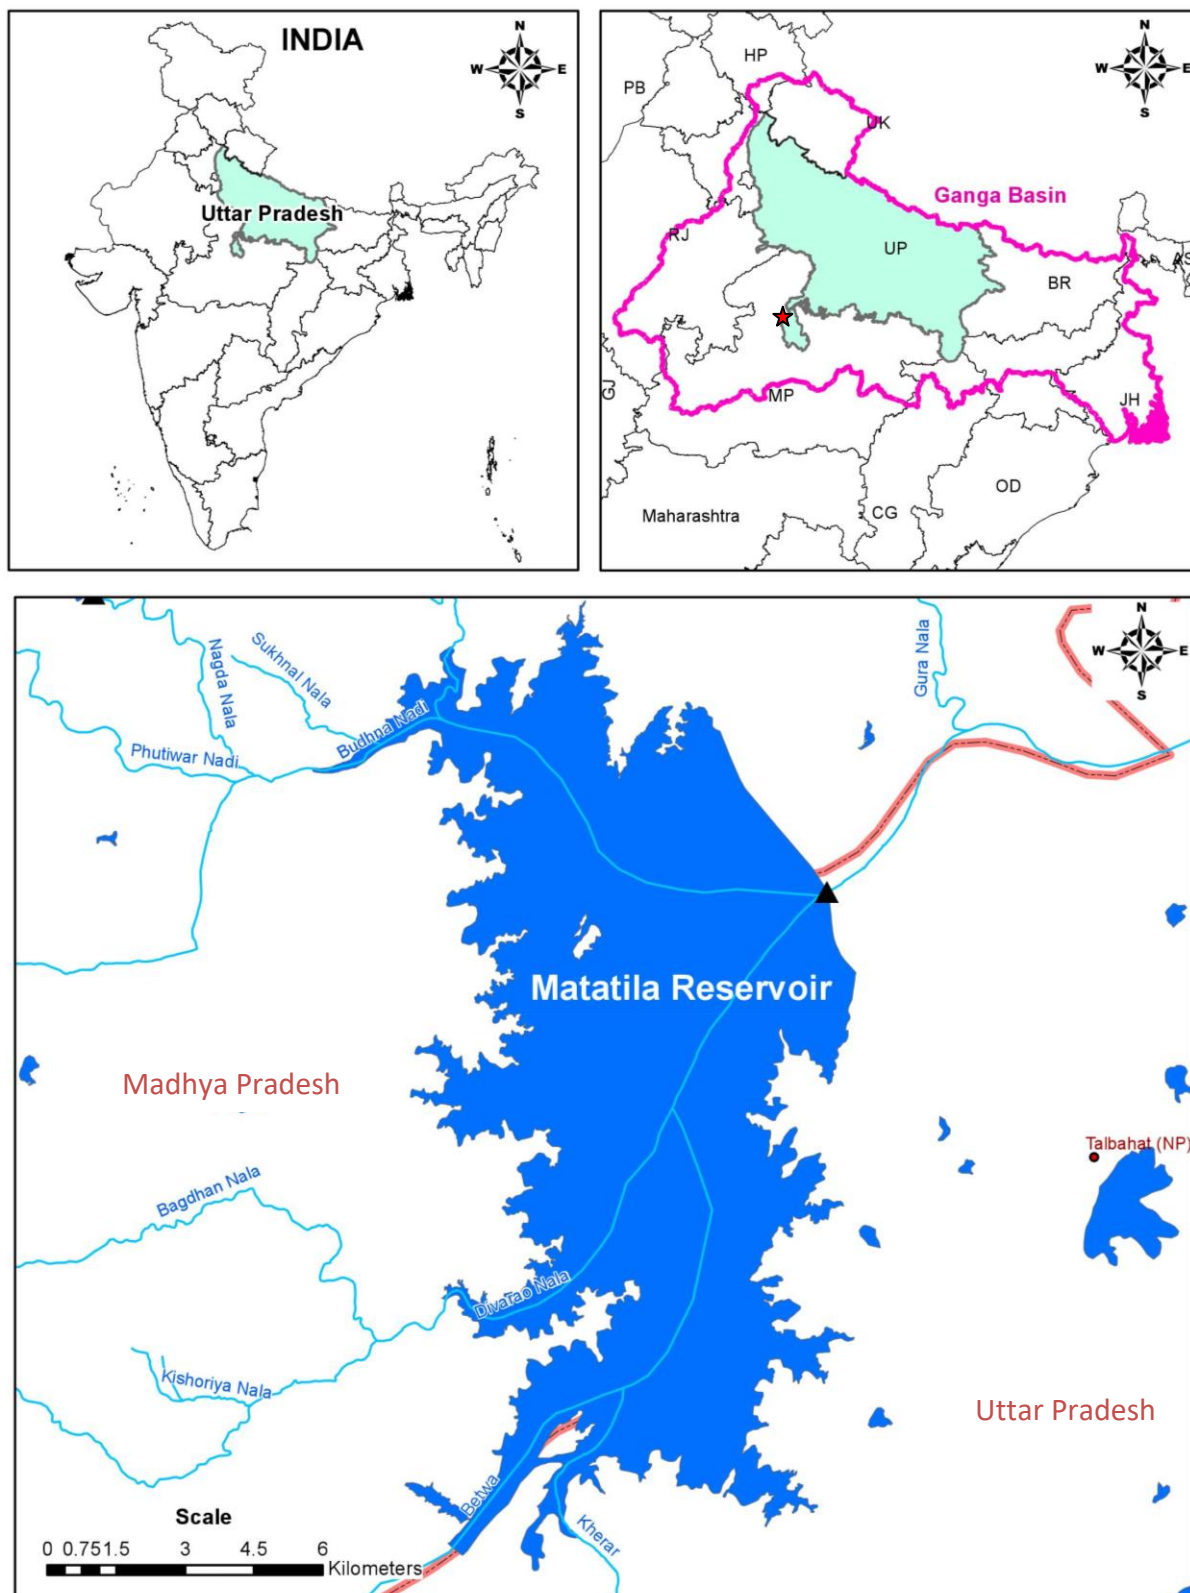 INDIA
N
W E
S
Uttar Pradesh
N
W E
S
HP
PB
UK
Ganga Basin
RJ
UP
AS
BR
GJ
MP
JH
OD
CG
Maharashtra
N
W E
S
Gura Nala
Sukhnal Nala
Nagda Nala
Budhna Nadi
Phutiwar Nadi
Matatila Reservoir
Madhya Pradesh
Talbahat (NP)
Bagdhan Nala
DivaTao Nala
Kishoriya Nala
Uttar Pradesh
Betwa
Kherar
Scale
0 0.75 1.5 3 4.5 6
Kilometers